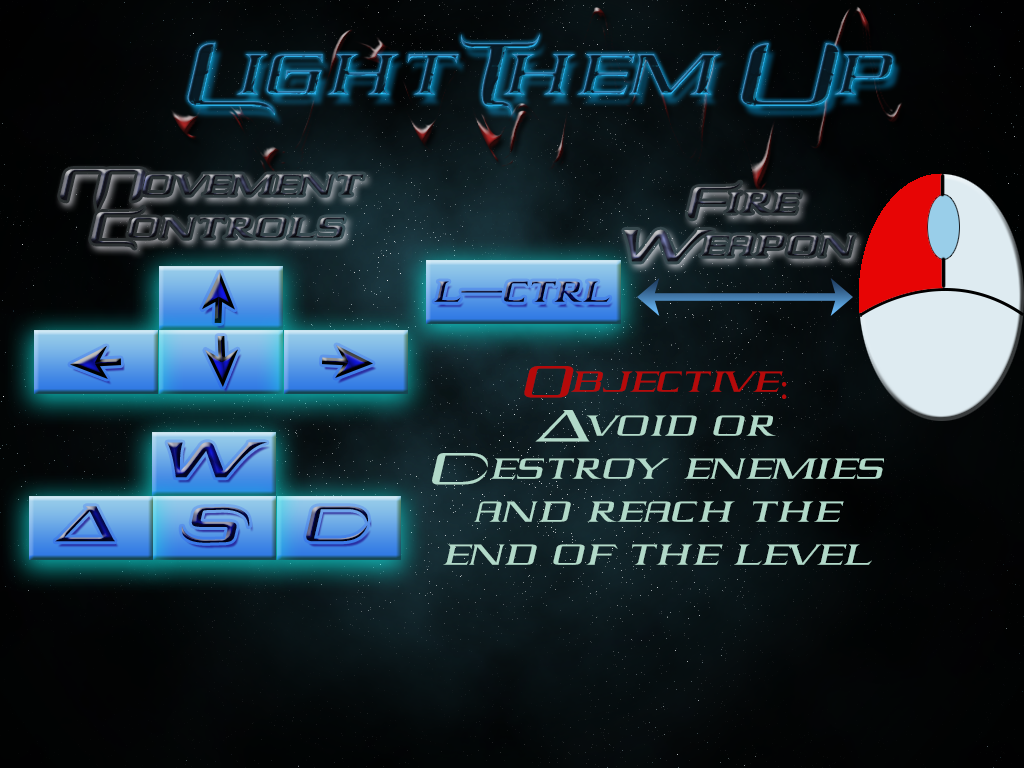 Light Them Up
Movement
Controls
Fire
Weapon
L-CTRL
W
A S D
Objective:
Avoid or
Destroy enemies
and reach the
end of the level